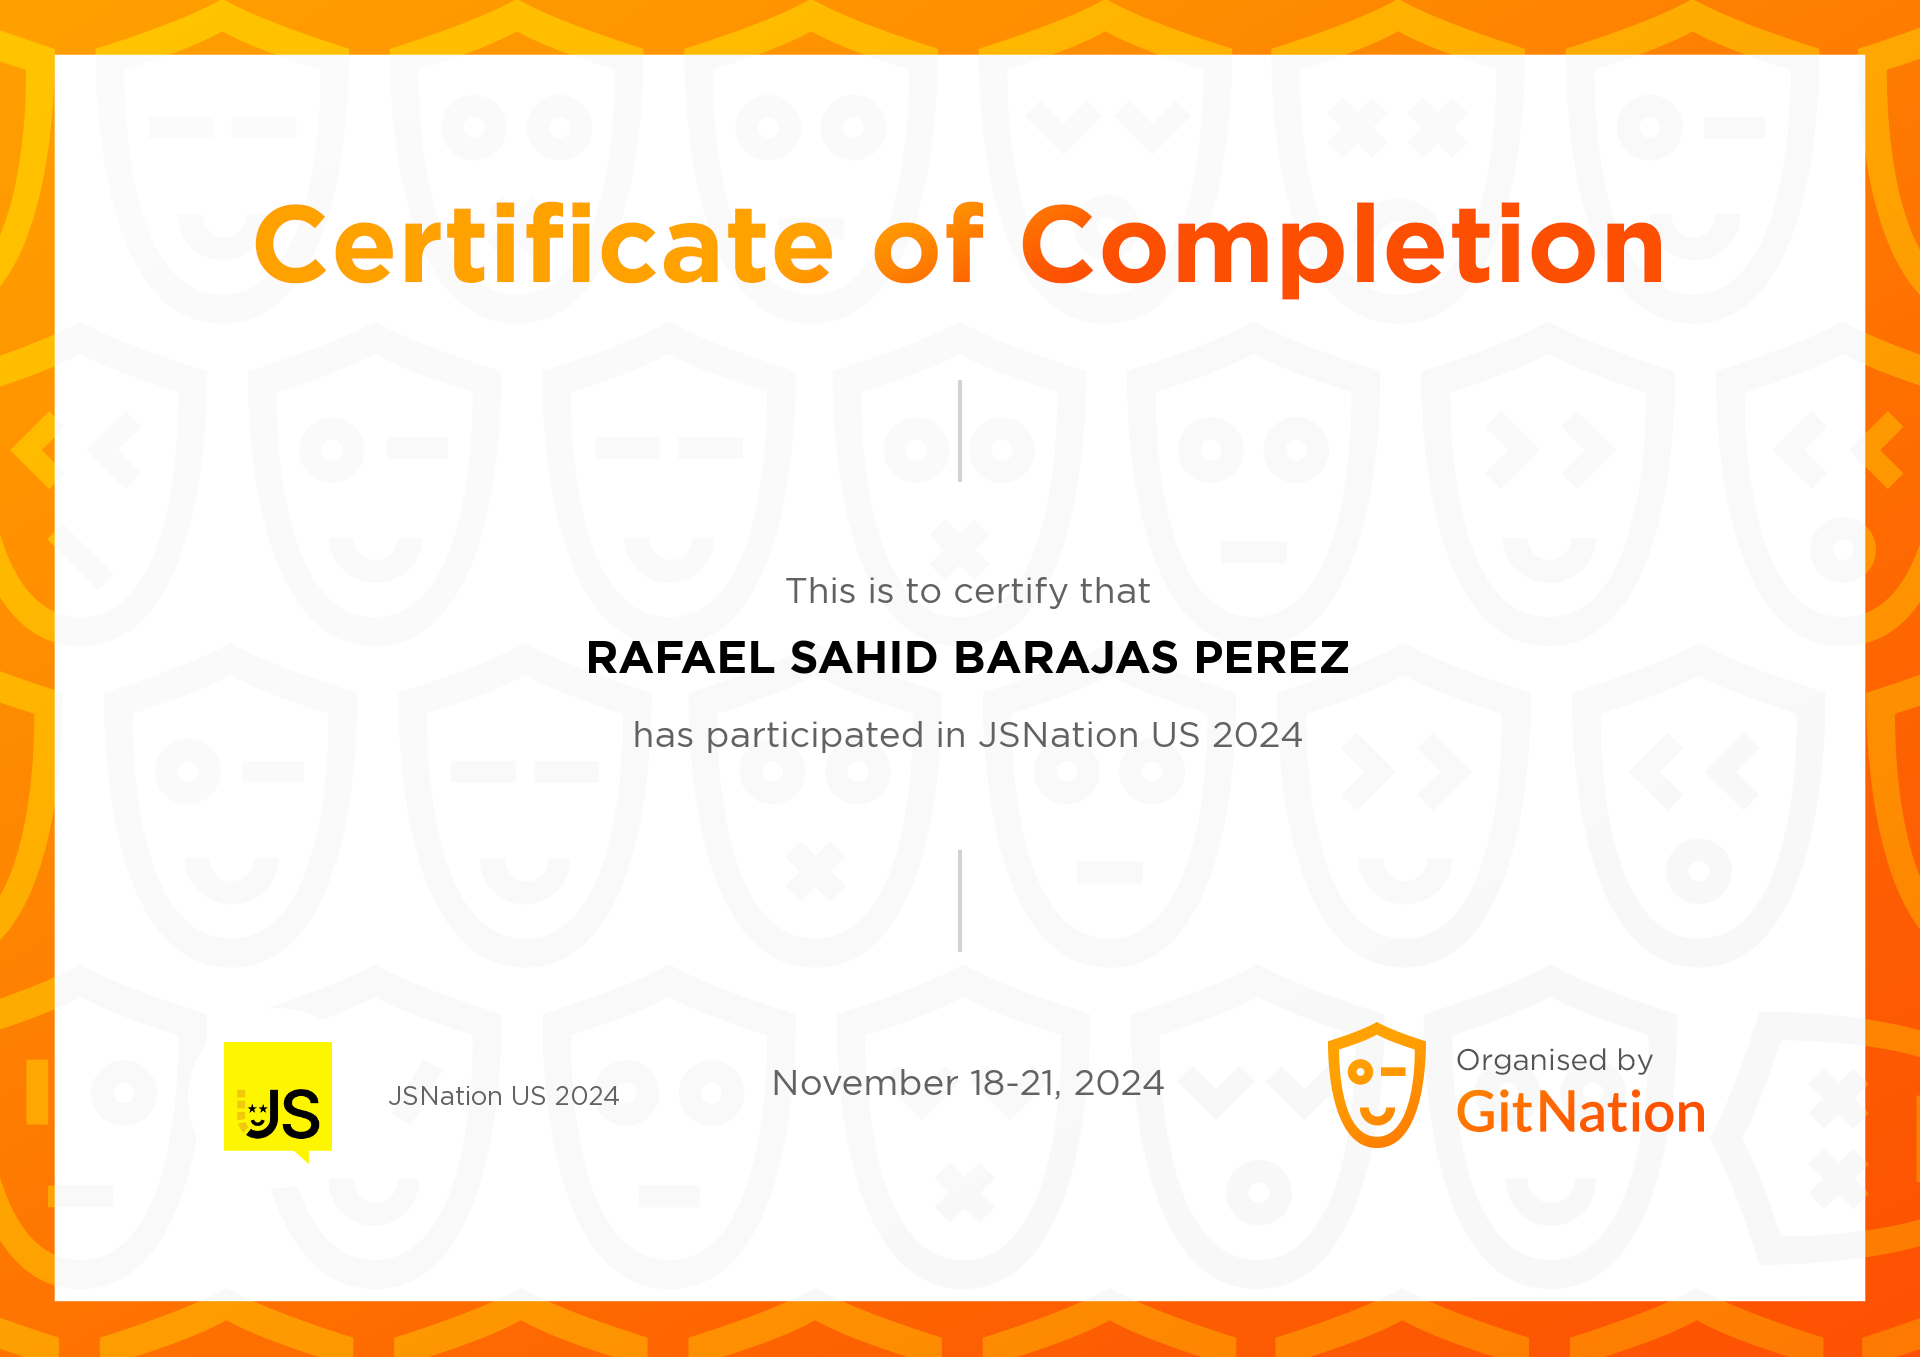 Certificate of Completion
This is to certify that
RAFAEL SAHID BARAJAS PEREZ
has participated in JSNation US 2024
JS
JSNation US 2024
November 18-21, 2024
Organised by
GitNation